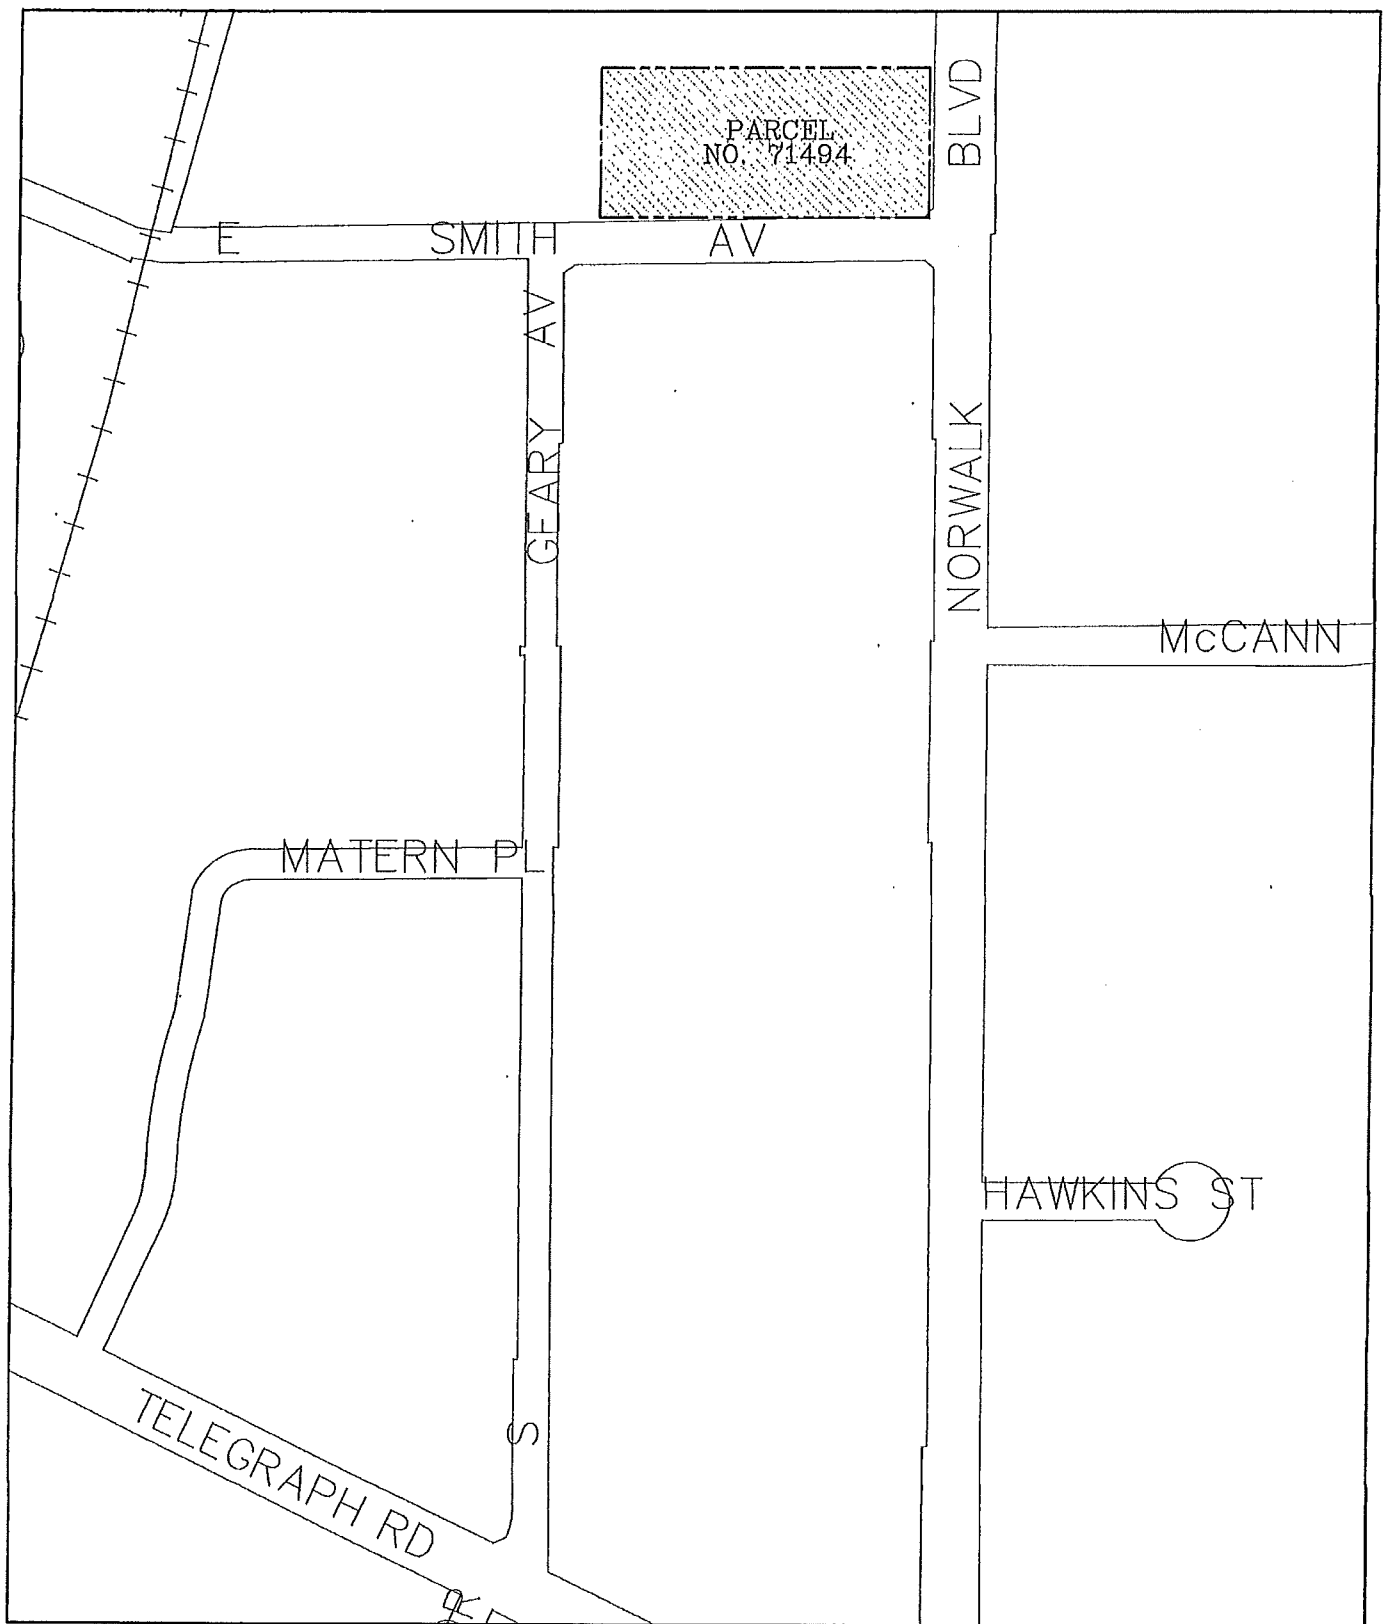 BLVD
PARCEL
NO. 71494
E SMITH AV
GEARY AV
NORWALK
McCANN
MATERN PL
HAWKINS ST
S
TELEGRAPH RD